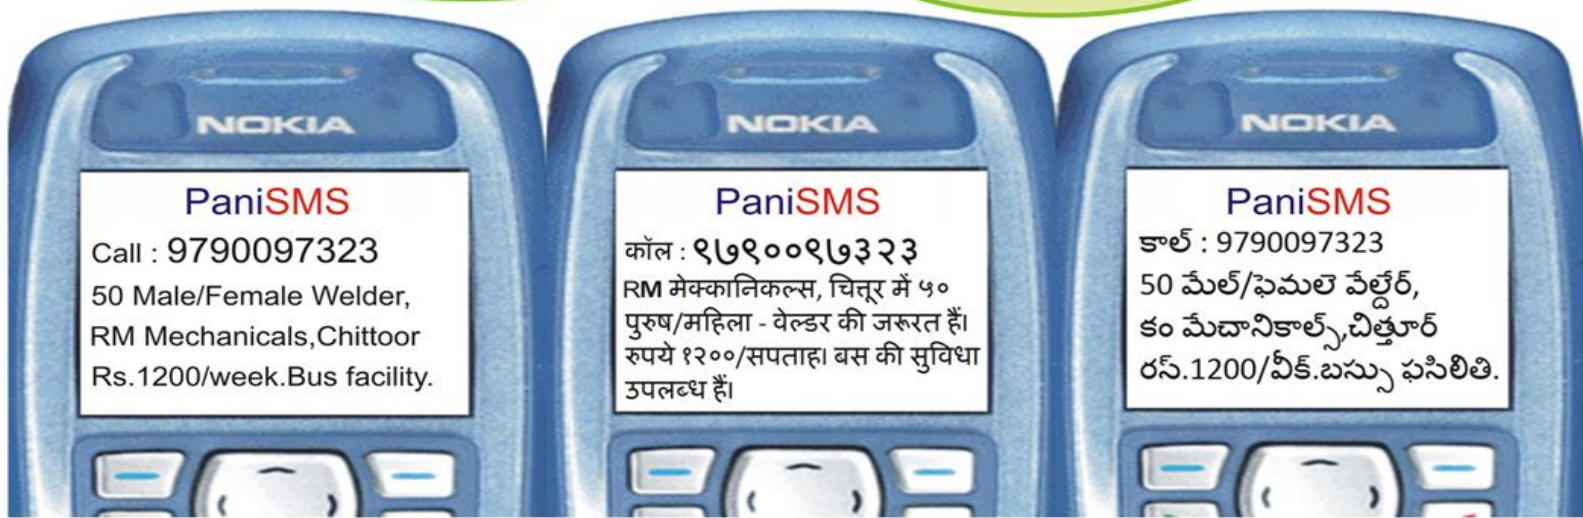 NOKIA
PaniSMS
Call : 9790097323
50 Male/Female Welder,
RM Mechanicals,Chittoor
Rs.1200/week.Bus facility.
NOKIA
PaniSMS
कॉल : ९७९००९७३२३
RM मेक्कानिकल्स, चित्तूर में ५०
पुरुष/महिला - वेल्डर की जरूरत हैं।
रुपये १२००/सपताह। बस की सुविधा
उपलब्ध हैं।
NOKIA
PaniSMS
కాల్ : 9790097323
50 మేల్/ఫెమలె వేల్దేర్,
కం మేచానికాల్స్,చిత్తూర్
రస్.1200/వీక్.బస్సు ఫసిలితి.